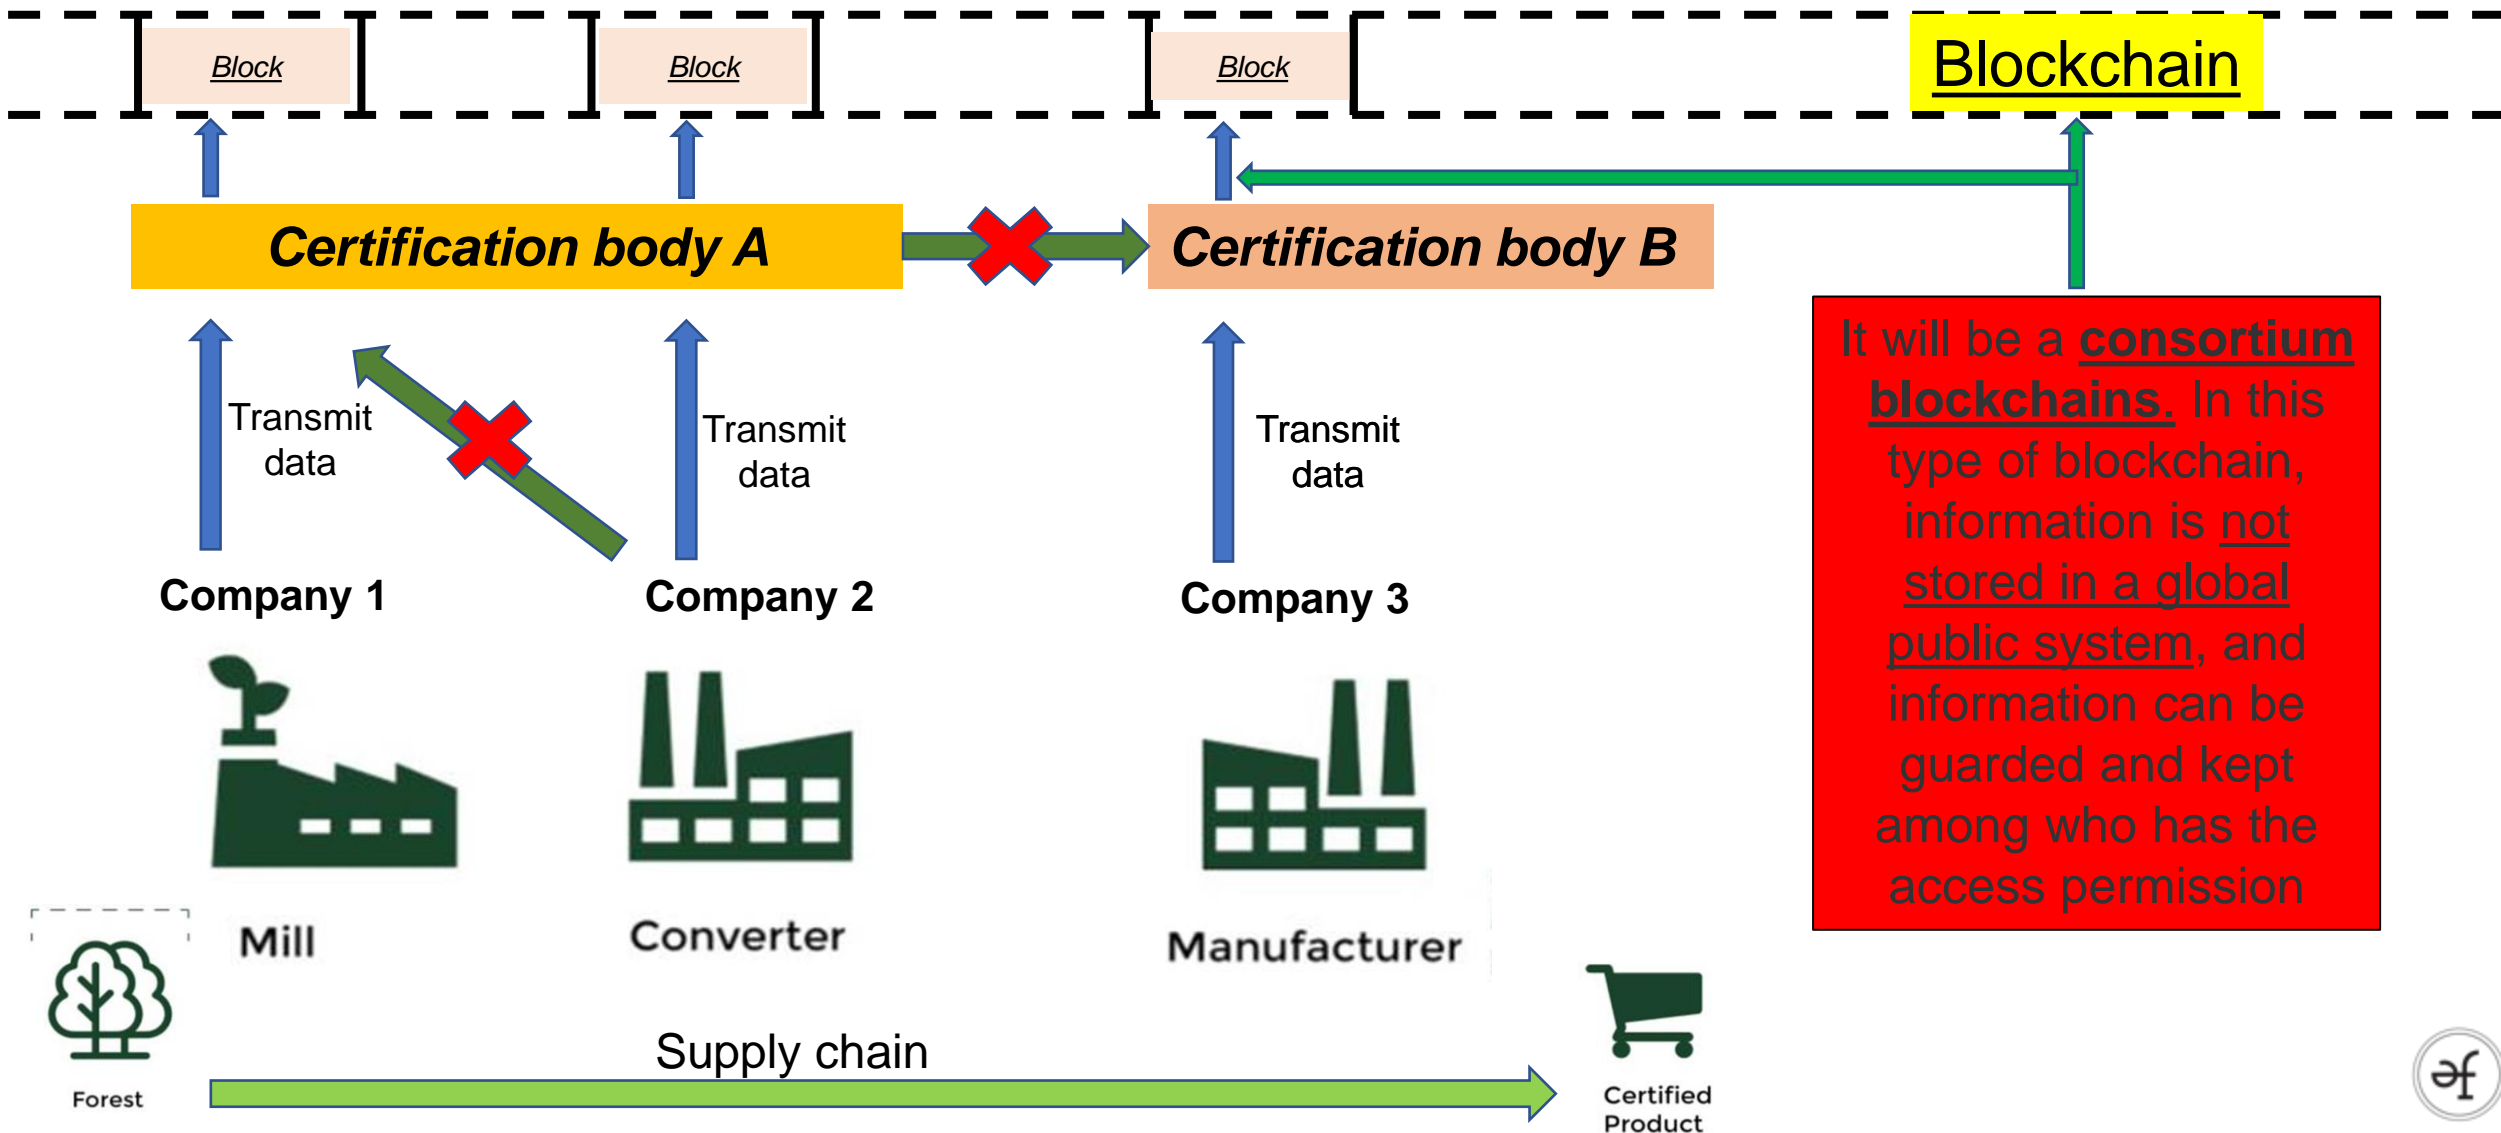 Block
Block
Block
Blockchain
Certification body A
Certification body B
Transmit
data
Transmit
data
Transmit
data
It will be a consortium
blockchains. In this
type of blockchain,
information is not
stored in a global
public system, and
information can be
guarded and kept
among who has the
access permission
Company 1
Company 2
Company 3
Mill
Converter
Manufacturer
Supply chain
Forest
Certified
Product